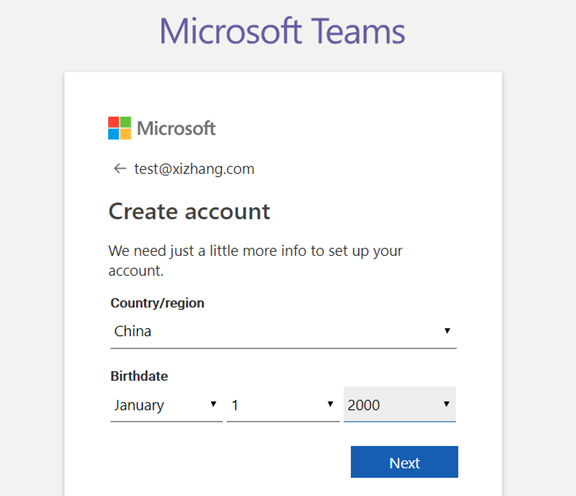 Microsoft Teams
Microsoft
test@xizhang.com
Create account
We need just a little more info to set up your
account.
Country/region
China
Birthdate
January 1 2000
Next